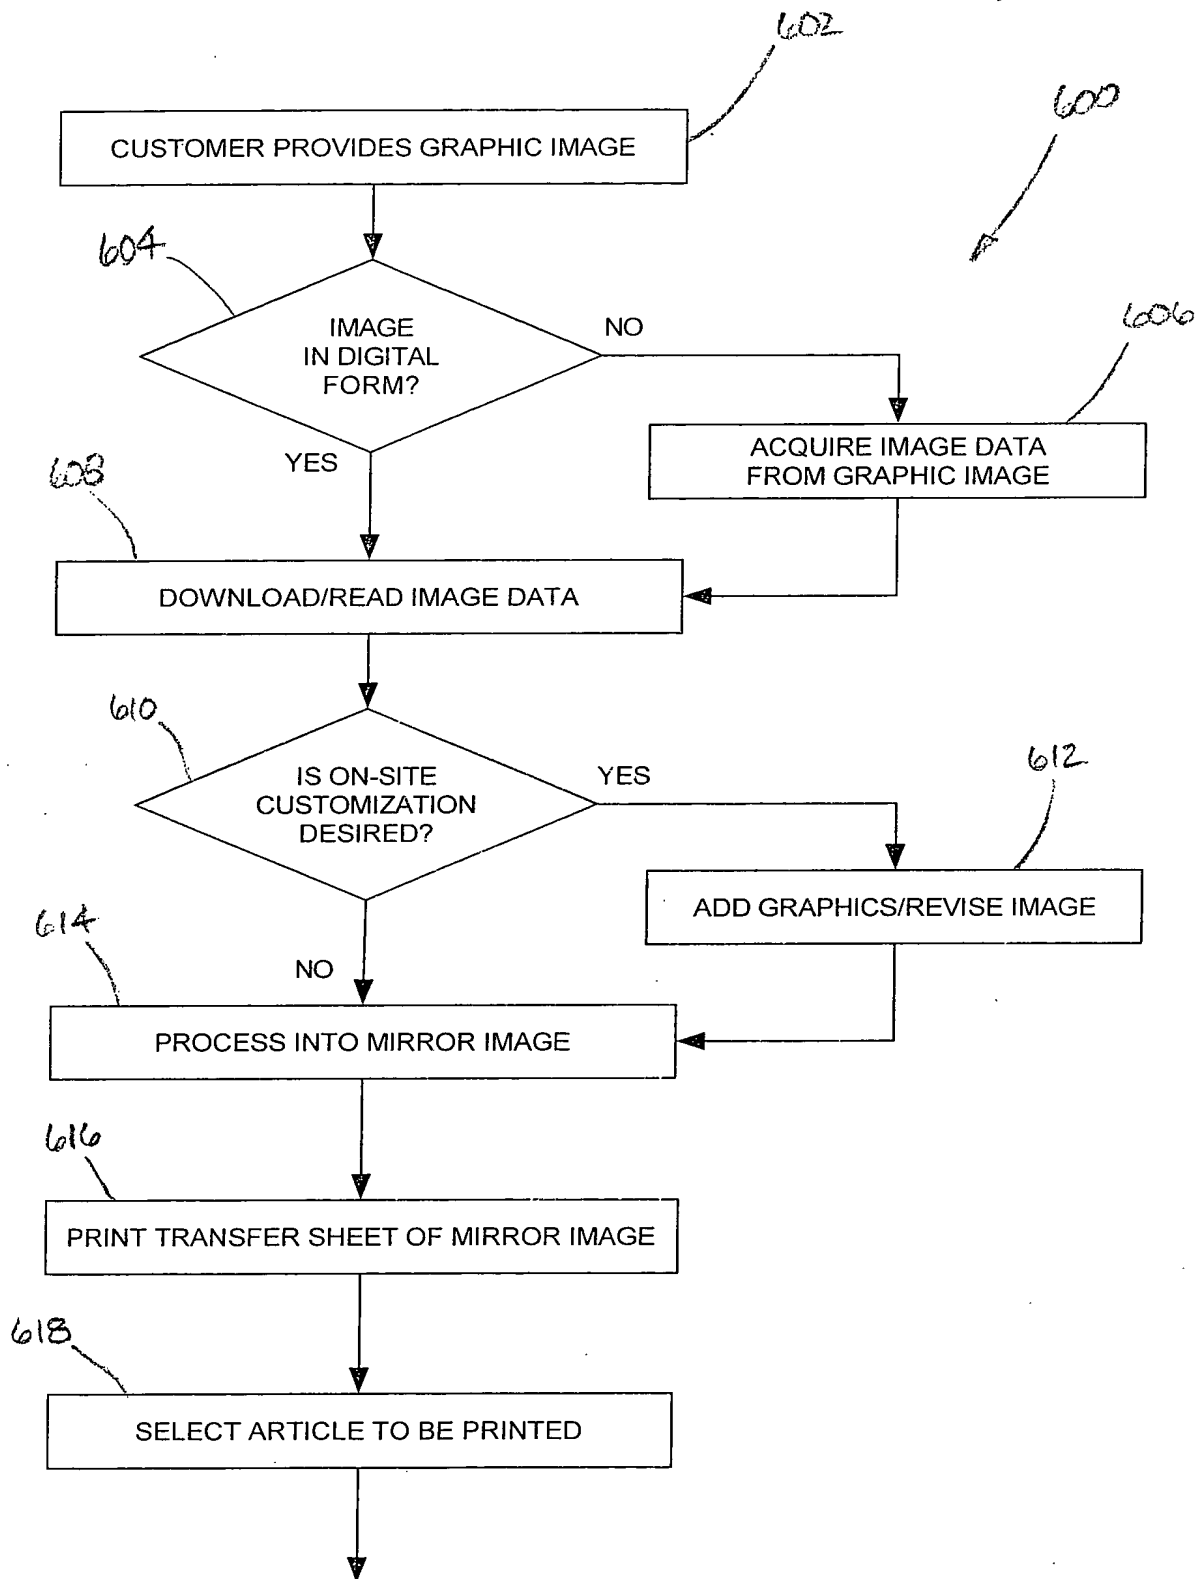 602
600
CUSTOMER PROVIDES GRAPHIC IMAGE
604
IMAGE
IN DIGITAL
FORM?
NO
606
YES
ACQUIRE IMAGE DATA
FROM GRAPHIC IMAGE
608
DOWNLOAD/READ IMAGE DATA
610
IS ON-SITE
CUSTOMIZATION
DESIRED?
YES
612
ADD GRAPHICS/REVISE IMAGE
614
NO
PROCESS INTO MIRROR IMAGE
616
PRINT TRANSFER SHEET OF MIRROR IMAGE
618
SELECT ARTICLE TO BE PRINTED